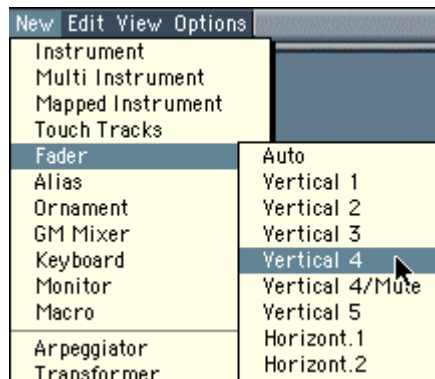 New Edit View Options
Instrument
Multi Instrument
Mapped Instrument
Touch Tracks
Fader
Alias
Ornament
GM Mixer
Keyboard
Monitor
Macro
Arpeggiator
Transformer
Auto
Vertical 1
Vertical 2
Vertical 3
Vertical 4
Vertical 4/Mute
Vertical 5
Horizont.1
Horizont.2